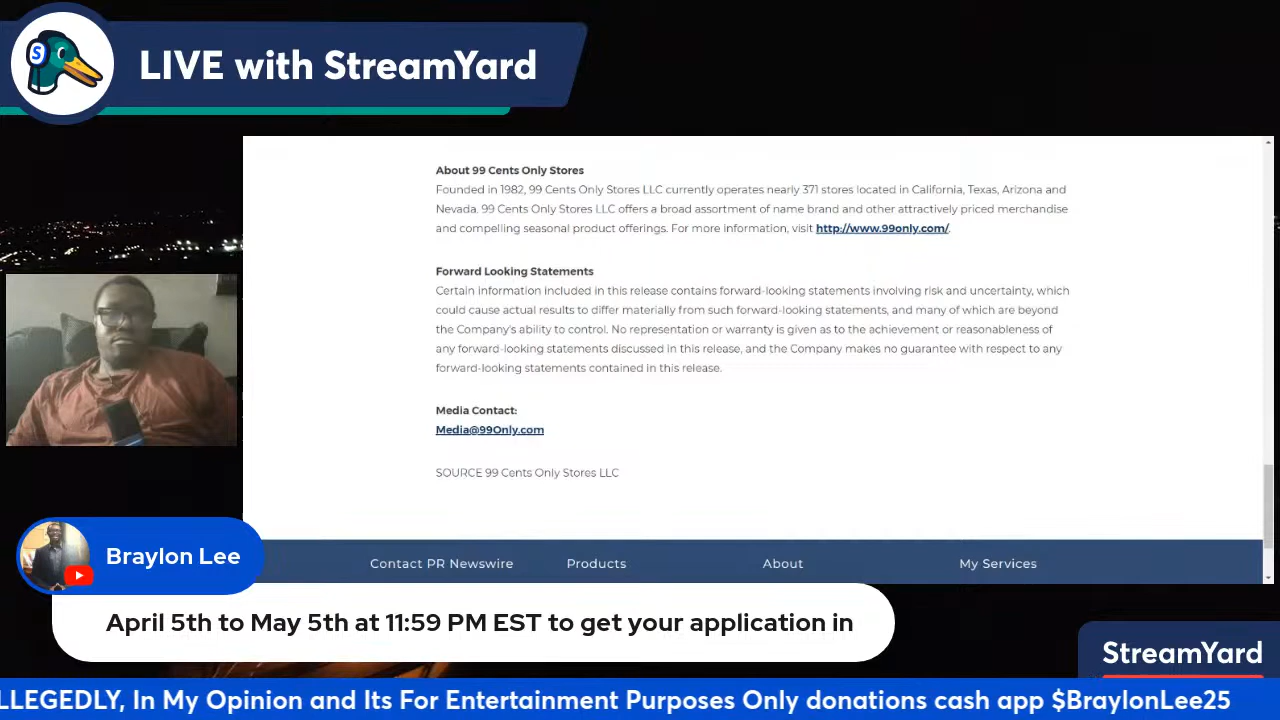 S
LIVE with StreamYard
About 99 Cents Only Stores
Founded in 1982, 99 Cents Only Stores LLC currently operates nearly 371 stores located in California, Texas, Arizona and
Nevada. 99 Cents Only Stores LLC offers a broad assortment of name brand and other attractively priced merchandise
and compelling seasonal product offerings. For more information, visit http://www.99only.com/.
Forward Looking Statements
Certain information included in this release contains forward-looking statements involving risk and uncertainty, which
could cause actual results to differ materially from such forward-looking statements, and many of which are beyond
the Company's ability to control. No representation or warranty is given as to the achievement or reasonableness of
any forward-looking statements discussed in this release, and the Company makes no guarantee with respect to any
forward-looking statements contained in this release.
Media Contact:
Media@99Only.com
SOURCE 99 Cents Only Stores LLC
Contact PR Newswire Products About My Services
Braylon Lee
April 5th to May 5th at 11:59 PM EST to get your application in
StreamYard
LLEGEDLY, In My Opinion and Its For Entertainment Purposes Only donations cash app $BraylonLee25